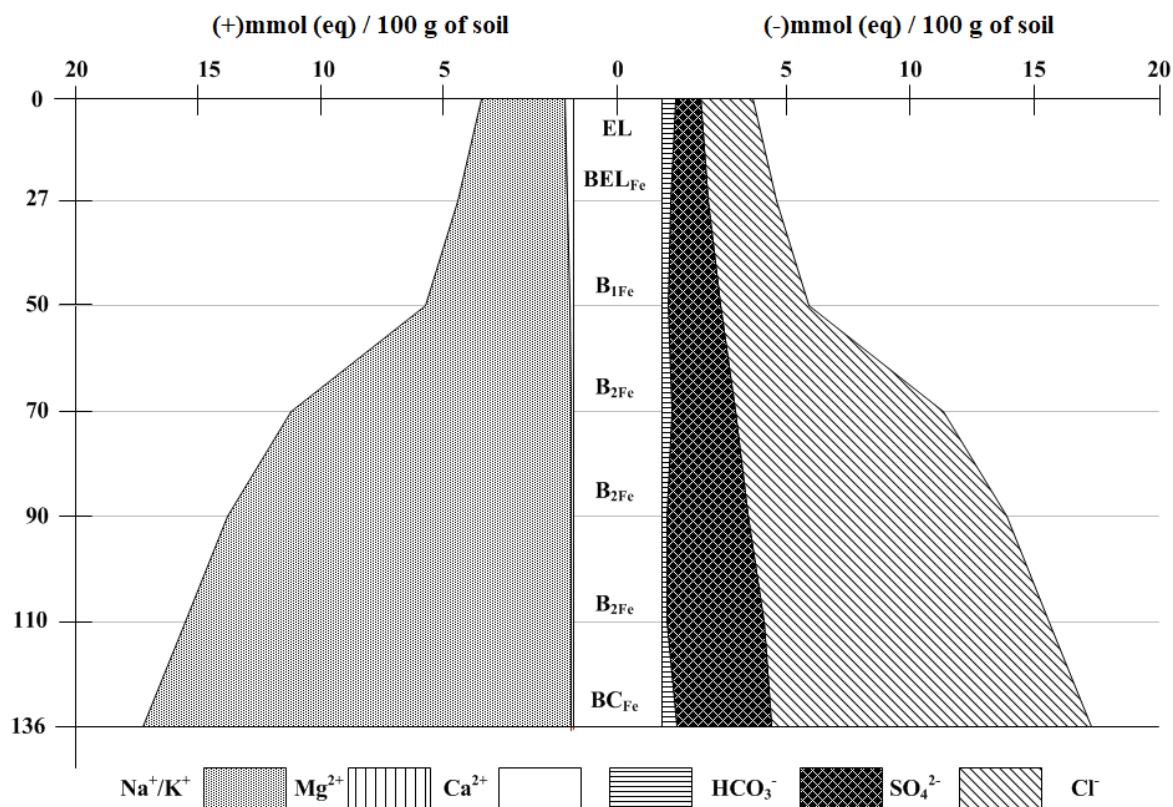 (+)mmol (eq) / 100 g of soil (-)mmol (eq) / 100 g of soil
20 15 10 5 0 5 10 15 20
0
EL
BEL_Fe
27
B_1Fe
50
B_2Fe
70
B_2Fe
90
B_2Fe
110
BC_Fe
136
Na⁺/K⁺ Mg²⁺ Ca²⁺ HCO₃⁻ SO₄²⁻ Cl⁻